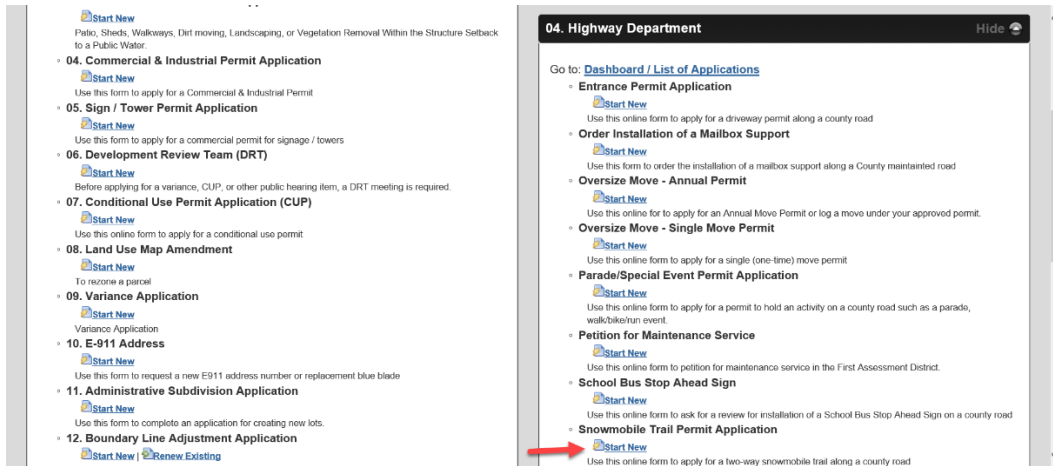 Start New
Patio, Sheds, Walkways, Dirt moving, Landscaping, or Vegetation Removal Within the Structure Setback
to a Public Water.
04. Commercial & Industrial Permit Application
Start New
Use this form to apply for a Commercial & Industrial Permit
05. Sign / Tower Permit Application
Start New
Use this form to apply for a commercial permit for signage / towers
06. Development Review Team (DRT)
Start New
Before applying for a variance, CUP, or other public hearing item, a DRT meeting is required.
07. Conditional Use Permit Application (CUP)
Start New
Use this online form to apply for a conditional use permit
08. Land Use Map Amendment
Start New
To rezone a parcel
09. Variance Application
Start New
Variance Application
10. E-911 Address
Start New
Use this form to request a new E911 address number or replacement blue blade
11. Administrative Subdivision Application
Start New
Use this form to complete an application for creating new lots.
12. Boundary Line Adjustment Application
Start New | Renew Existing
04. Highway Department Hide
Go to: Dashboard / List of Applications
Entrance Permit Application
Start New
Use this online form to apply for a driveway permit along a county road
Order Installation of a Mailbox Support
Start New
Use this form to order the installation of a mailbox support along a County maintainted road
Oversize Move - Annual Permit
Start New
Use this online for to apply for an Annual Move Permit or log a move under your approved permit.
Oversize Move - Single Move Permit
Start New
Use this online form to apply for a single (one-time) move permit
Parade/Special Event Permit Application
Start New
Use this online form to apply for a permit to hold an activity on a county road such as a parade,
walk/bike/run event.
Petition for Maintenance Service
Start New
Use this online form to petition for maintenance service in the First Assessment District.
School Bus Stop Ahead Sign
Start New
Use this online form to ask for a review for installation of a School Bus Stop Ahead Sign on a county road
Snowmobile Trail Permit Application
Start New
Use this online form to apply for a two-way snowmobile trail along a county road